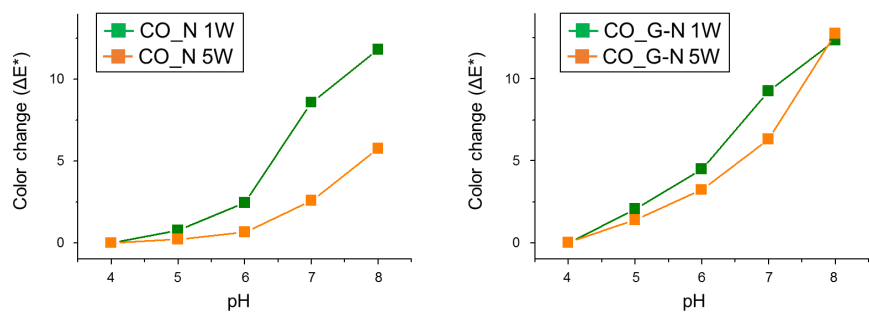 CO_N 1W
CO_N 5W
Color change (ΔE*)
10
5
0
4 5 6 7 8
pH
CO_G-N 1W
CO_G-N 5W
Color change (ΔE*)
10
5
0
4 5 6 7 8
pH